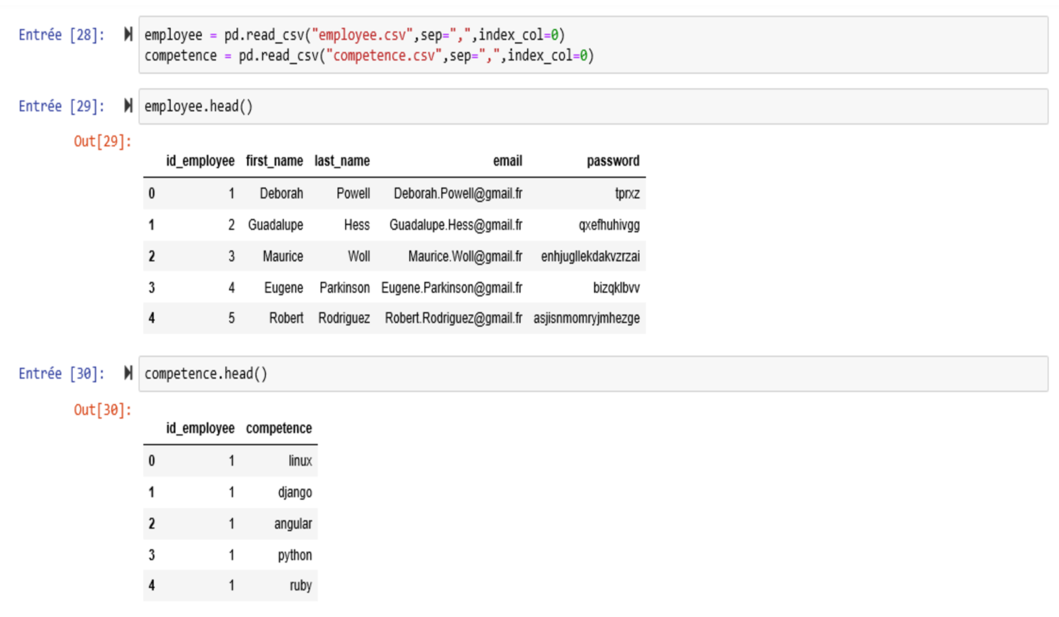 Entrée [28]: employee = pd.read_csv("employee.csv",sep=",",index_col=0)
competence = pd.read_csv("competence.csv",sep=",",index_col=0)
Entrée [29]: employee.head()
Out[29]:
id_employee first_name last_name email password
0 1 Deborah Powell Deborah.Powell@gmail.fr tprxz
1 2 Guadalupe Hess Guadalupe.Hess@gmail.fr qxefhuhivgg
2 3 Maurice Woll Maurice.Woll@gmail.fr enhjugllekdakvzrzai
3 4 Eugene Parkinson Eugene.Parkinson@gmail.fr bizqklbvv
4 5 Robert Rodriguez Robert.Rodriguez@gmail.fr asjisnmomryjmhezge
Entrée [30]: competence.head()
Out[30]:
id_employee competence
0 1 linux
1 1 django
2 1 angular
3 1 python
4 1 ruby